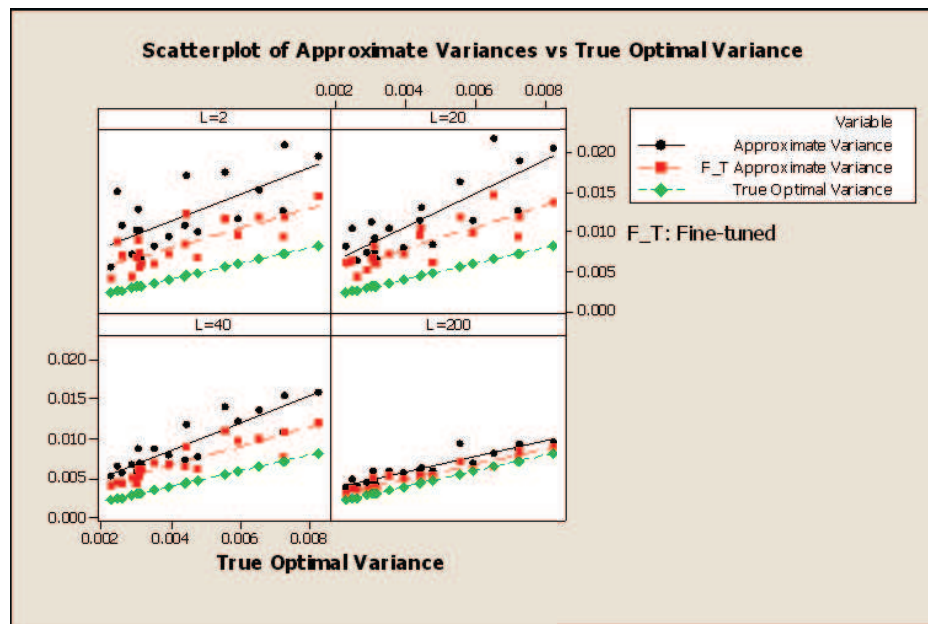 Scatterplot of Approximate Variances vs True Optimal Variance
0.002 0.004 0.006 0.008
L=2 L=20
Variable
Approximate Variance
F_T Approximate Variance
True Optimal Variance
F_T: Fine-tuned
0.020
0.015
0.010
0.005
0.000
L=40 L=200
0.020
0.015
0.010
0.005
0.000
0.002 0.004 0.006 0.008
True Optimal Variance